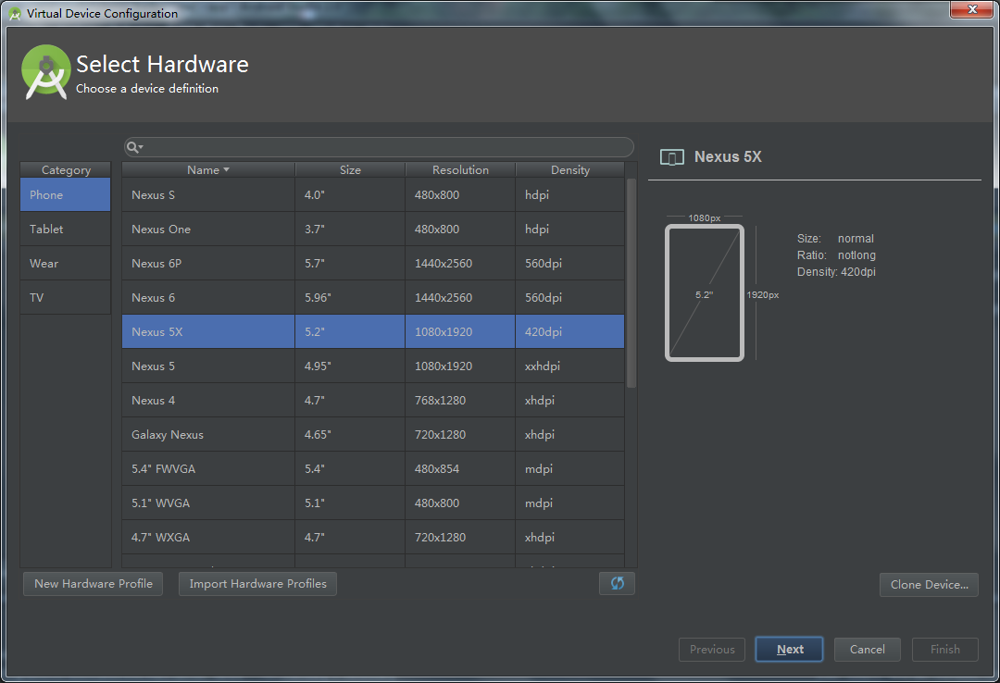 Virtual Device Configuration
Select Hardware
Choose a device definition
Category
Phone
Tablet
Wear
TV
Name Size Resolution Density
Nexus S 4.0" 480x800 hdpi
Nexus One 3.7" 480x800 hdpi
Nexus 6P 5.7" 1440x2560 560dpi
Nexus 6 5.96" 1440x2560 560dpi
Nexus 5X 5.2" 1080x1920 420dpi
Nexus 5 4.95" 1080x1920 xxhdpi
Nexus 4 4.7" 768x1280 xhdpi
Galaxy Nexus 4.65" 720x1280 xhdpi
5.4" FWVGA 5.4" 480x854 mdpi
5.1" WVGA 5.1" 480x800 mdpi
4.7" WXGA 4.7" 720x1280 xhdpi
Nexus 5X
1080px
5.2"
1920px
Size: normal
Ratio: notlong
Density: 420dpi
New Hardware Profile
Import Hardware Profiles
Clone Device...
Previous
Next
Cancel
Finish